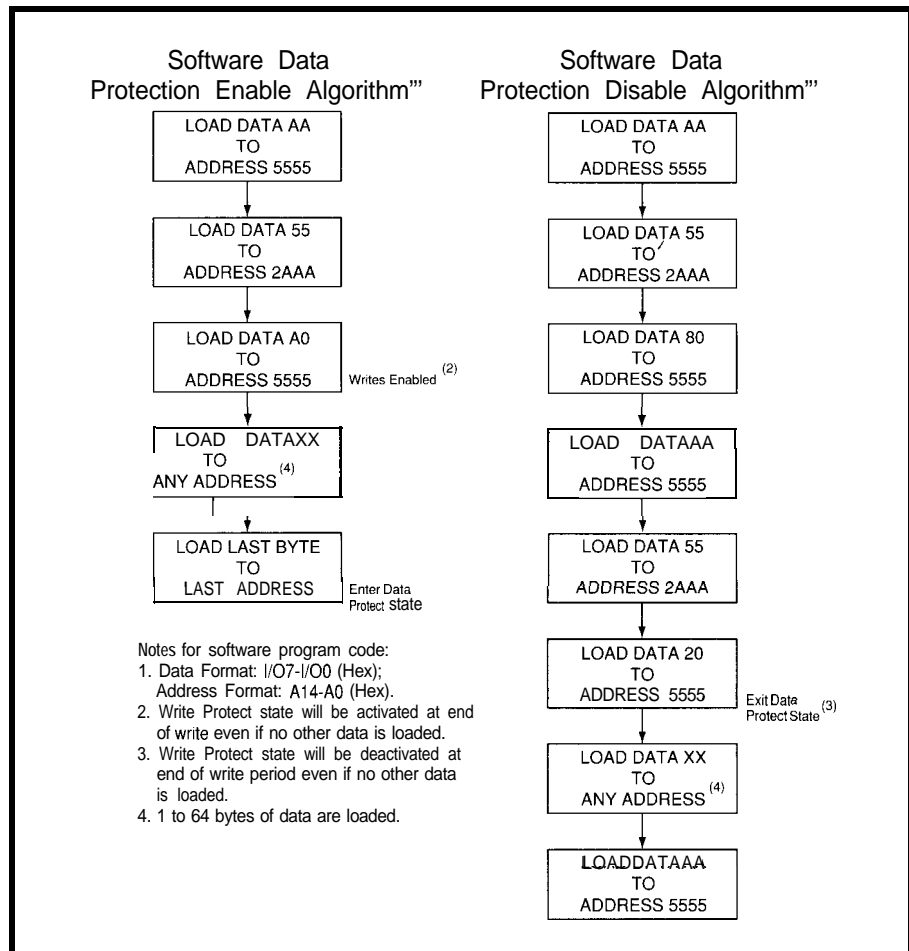 Software Data
Protection Enable Algorithm"'
LOAD DATA AA
TO
ADDRESS 5555
LOAD DATA 55
TO
ADDRESS 2AAA
LOAD DATA A0
TO
ADDRESS 5555
Writes Enabled (2)
LOAD DATAXX
TO
ANY ADDRESS (4)
LOAD LAST BYTE
TO
LAST ADDRESS
Enter Data
Protect state
Notes for software program code:
1. Data Format: I/O7-I/O0 (Hex);
Address Format: A14-A0 (Hex).
2. Write Protect state will be activated at end
of write even if no other data is loaded.
3. Write Protect state will be deactivated at
end of write period even if no other data
is loaded.
4. 1 to 64 bytes of data are loaded.
Software Data
Protection Disable Algorithm"'
LOAD DATA AA
TO
ADDRESS 5555
LOAD DATA 55
TO
ADDRESS 2AAA
LOAD DATA 80
TO
ADDRESS 5555
LOAD DATAAA
TO
ADDRESS 5555
LOAD DATA 55
TO
ADDRESS 2AAA
LOAD DATA 20
TO
ADDRESS 5555
Exit Data
Protect State (3)
LOAD DATA XX
TO
ANY ADDRESS (4)
LOADDATAAA
TO
ADDRESS 5555